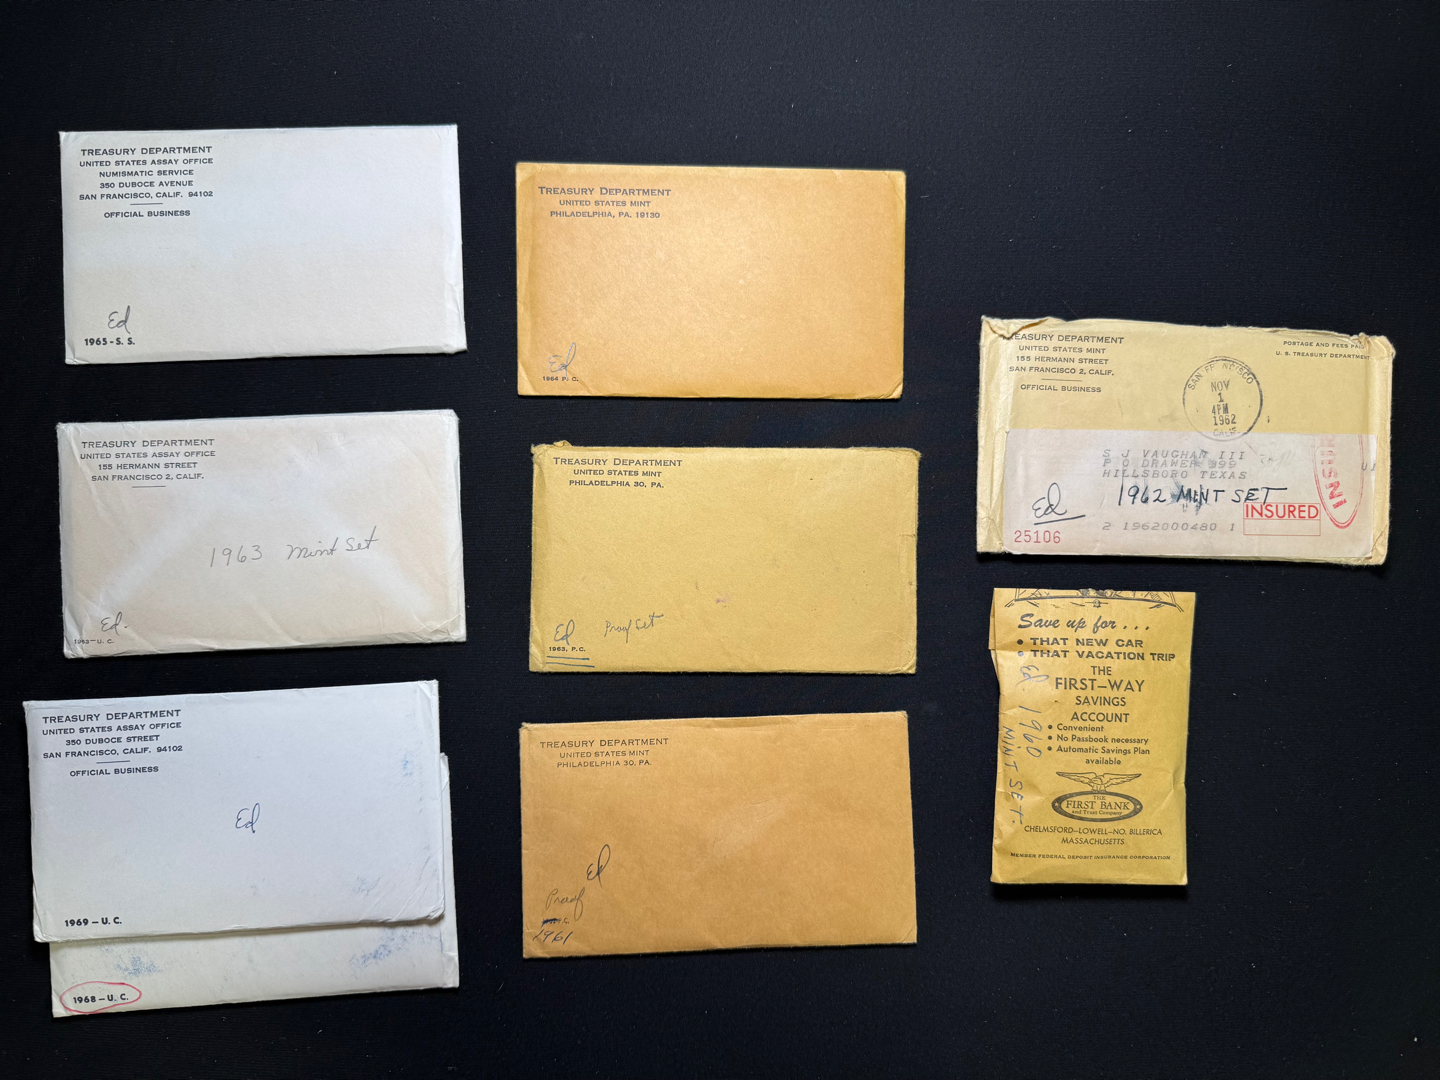 TREASURY DEPARTMENT
UNITED STATES ASSAY OFFICE
NUMISMATIC SERVICE
350 DUBOCE AVENUE
SAN FRANCISCO, CALIF. 94102
OFFICIAL BUSINESS
Ed
1965-S. S.
TREASURY DEPARTMENT
UNITED STATES ASSAY OFFICE
155 HERMANN STREET
SAN FRANCISCO 2, CALIF.
1963 Mint Set
Ed.
1963-U. C.
TREASURY DEPARTMENT
UNITED STATES ASSAY OFFICE
350 DUBOCE STREET
SAN FRANCISCO, CALIF. 94102
OFFICIAL BUSINESS
Ed
1969-U. C.
1968-U. C.
TREASURY DEPARTMENT
UNITED STATES MINT
PHILADELPHIA, PA. 19130
Ed
1964 P. C.
TREASURY DEPARTMENT
UNITED STATES MINT
PHILADELPHIA 30, PA.
Ed Proof Set
1963, P.C.
TREASURY DEPARTMENT
UNITED STATES MINT
PHILADELPHIA 30, PA.
Ed
Proof
1961
EASURY DEPARTMENT
UNITED STATES MINT
155 HERMANN STREET
SAN FRANCISCO 2, CALIF.
OFFICIAL BUSINESS
POSTAGE AND FEES PAI
U. S. TREASURY DEPARTMENT
SAN FRANCISCO
NOV
1
4PM
1962
CALIF
S J VAUGHAN III
P O DRAWER 399
HILLSBORO TEXAS
Ed 1962 MINT SET
INSURED
2 1962000480 1
25106
INSU
Save up for...
• THAT NEW CAR
• THAT VACATION TRIP
THE
FIRST-WAY
SAVINGS
ACCOUNT
• Convenient
• No Passbook necessary
• Automatic Savings Plan
available
THE
FIRST BANK
and Trust Company
CHELMSFORD-LOWELL-NO. BILLERICA
MASSACHUSETTS
MEMBER FEDERAL DEPOSIT INSURANCE CORPORATION
Ed. 1960
MINT SET.